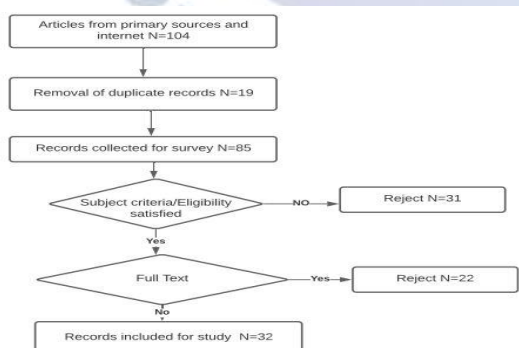 Articles from primary sources and
internet N=104
Removal of duplicate records N=19
Records collected for survey N=85
Subject criteria/Eligibility
satisfied
NO
Reject N=31
Yes
Full Text
Yes
Reject N=22
No
Records included for study N=32